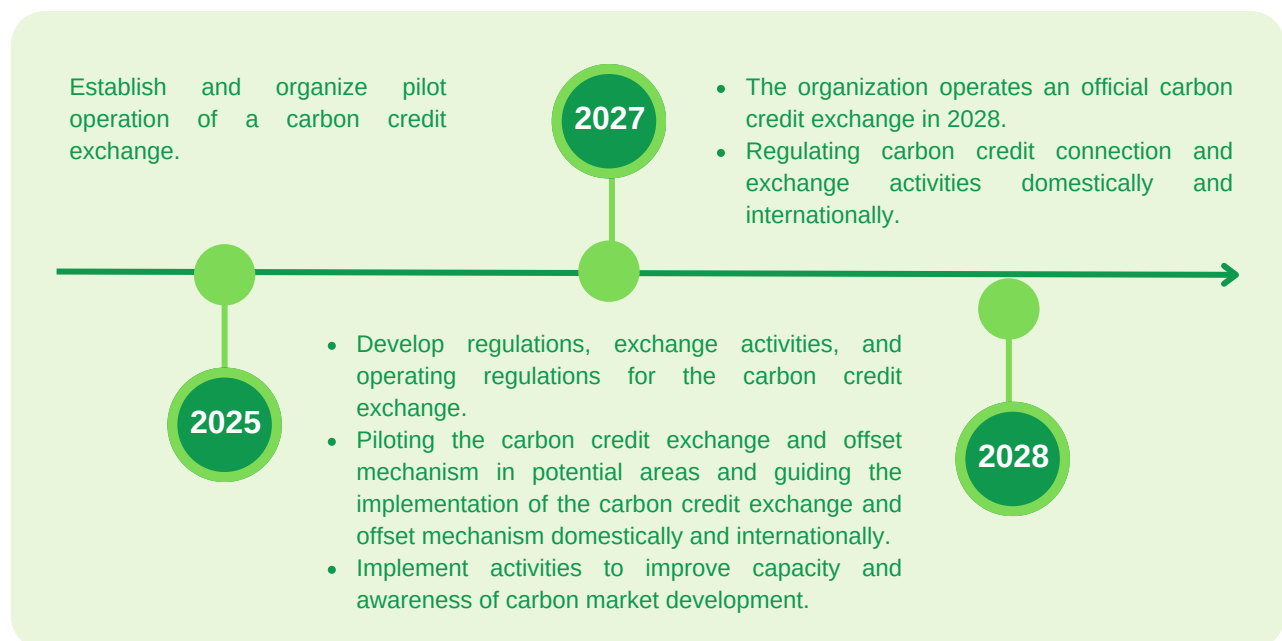 Establish and organize pilot
operation of a carbon credit
exchange.
2025
2027
• Develop regulations, exchange activities, and
operating regulations for the carbon credit
exchange.
• Piloting the carbon credit exchange and offset
mechanism in potential areas and guiding the
implementation of the carbon credit exchange and
offset mechanism domestically and internationally.
• Implement activities to improve capacity and
awareness of carbon market development.
• The organization operates an official carbon
credit exchange in 2028.
• Regulating carbon credit connection and
exchange activities domestically and
internationally.
2028